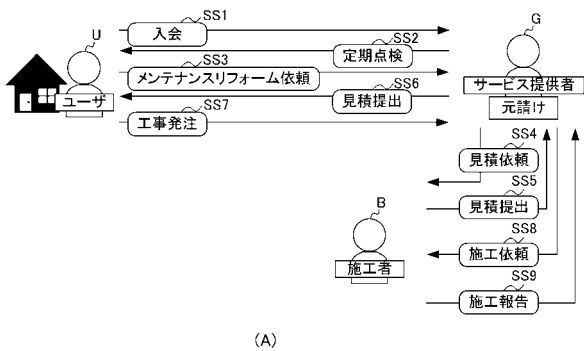 SS1
入会
U
G
SS2
定期点検
SS3
メンテナンスリフォーム依頼
SS6
見積提出
ユーザ
サービス提供者
元請け
SS7
工事発注
SS4
見積依頼
SS5
見積提出
B
SS8
施工依頼
施工者
SS9
施工報告
(A)